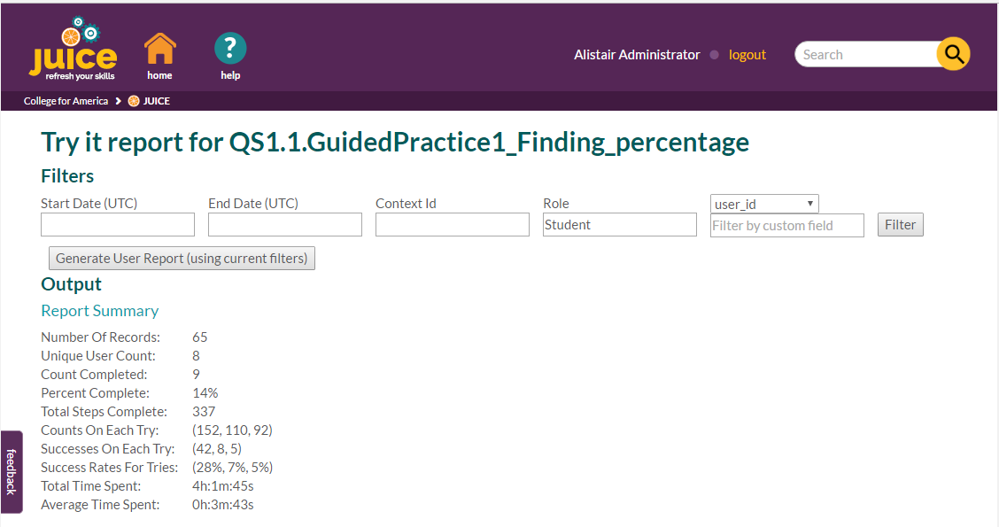 juice
refresh your skills
home
help
Alistair Administrator
logout
Search
College for America
JUICE
Try it report for QS1.1.GuidedPractice1_Finding_percentage
Filters
Start Date (UTC) End Date (UTC) Context Id Role user_id
Student Filter by custom field Filter
Generate User Report (using current filters)
Output
Report Summary
Number Of Records: 65
Unique User Count: 8
Count Completed: 9
Percent Complete: 14%
Total Steps Complete: 337
Counts On Each Try: (152, 110, 92)
Successes On Each Try: (42, 8, 5)
Success Rates For Tries: (28%, 7%, 5%)
Total Time Spent: 4h:1m:45s
Average Time Spent: 0h:3m:43s
feedback